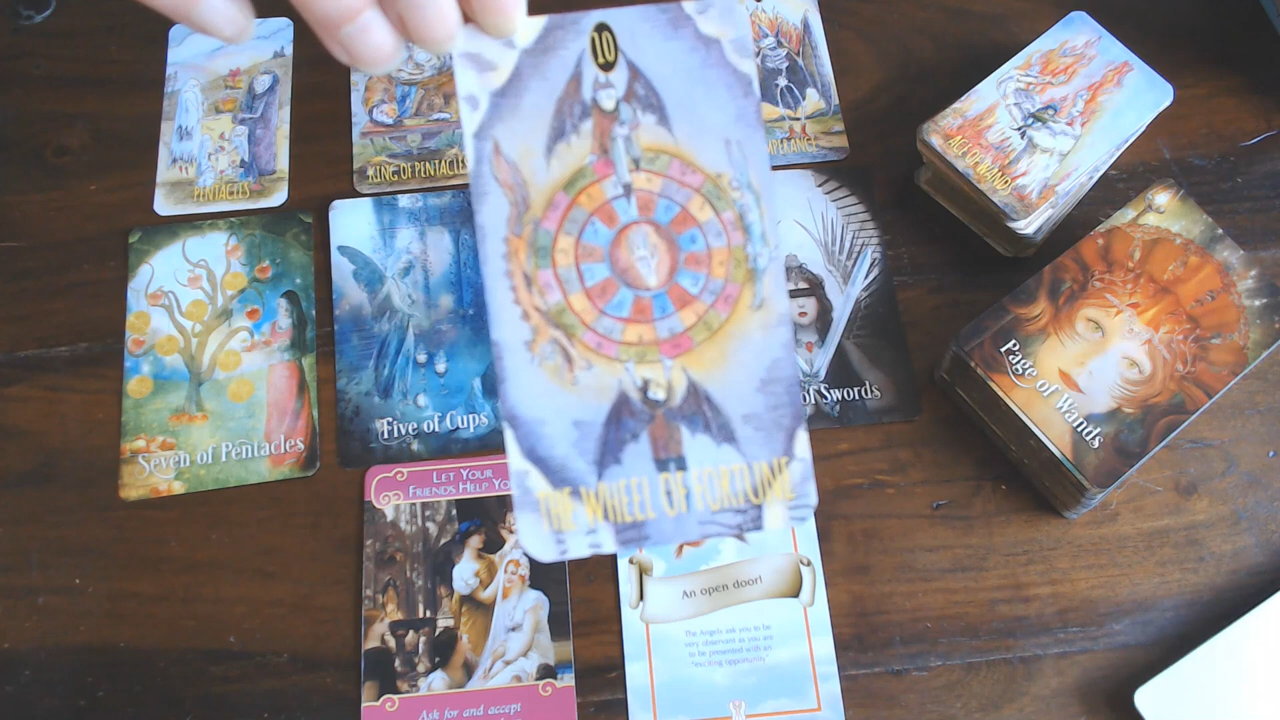 10
PENTACLES
KING OF PENTACLES
TEMPERANCE
ACE OF WANDS
THE WHEEL OF FORTUNE
Seven of Pentacles
Five of Cups
of Swords
Page of Wands
LET YOUR
FRIENDS HELP YO
Ask for and accept
An open door!
The Angels ask you to be
very observant as you are
to be presented with an
"exciting opportunity"